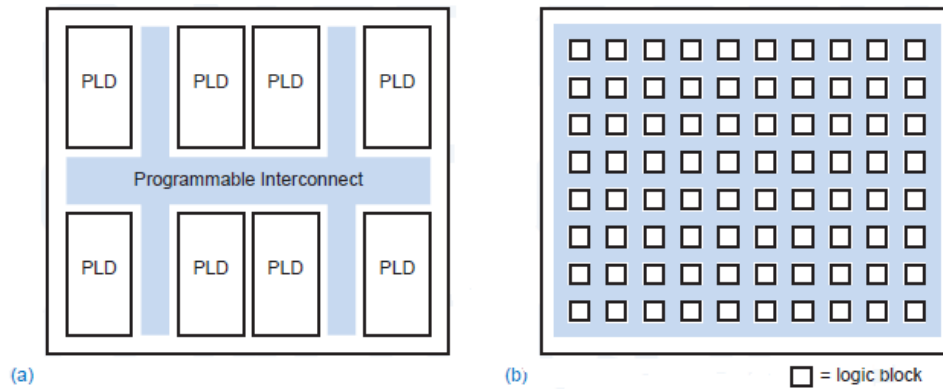 PLD PLD PLD PLD
Programmable Interconnect
PLD PLD PLD PLD
(a)
(b)
= logic block